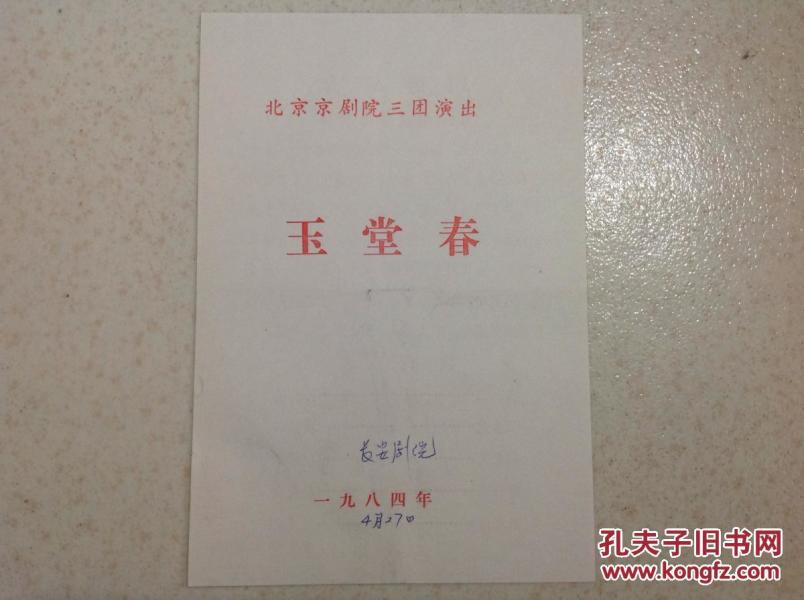 北京京剧院三团演出
玉堂春
长安剧院
一九八四年
4月27日
孔夫子旧书网
www.kongfz.com